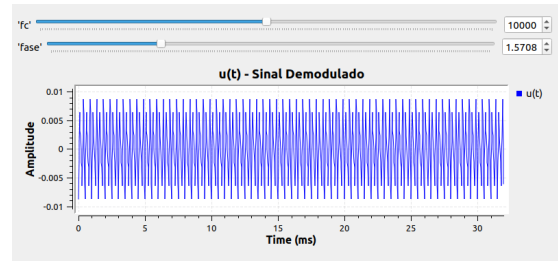 'fc' 10000
'fase' 1.5708
u(t) - Sinal Demodulado
0.01
u(t)
0.005
Amplitude
0
-0.005
-0.01
0 5 10 15 20 25 30
Time (ms)